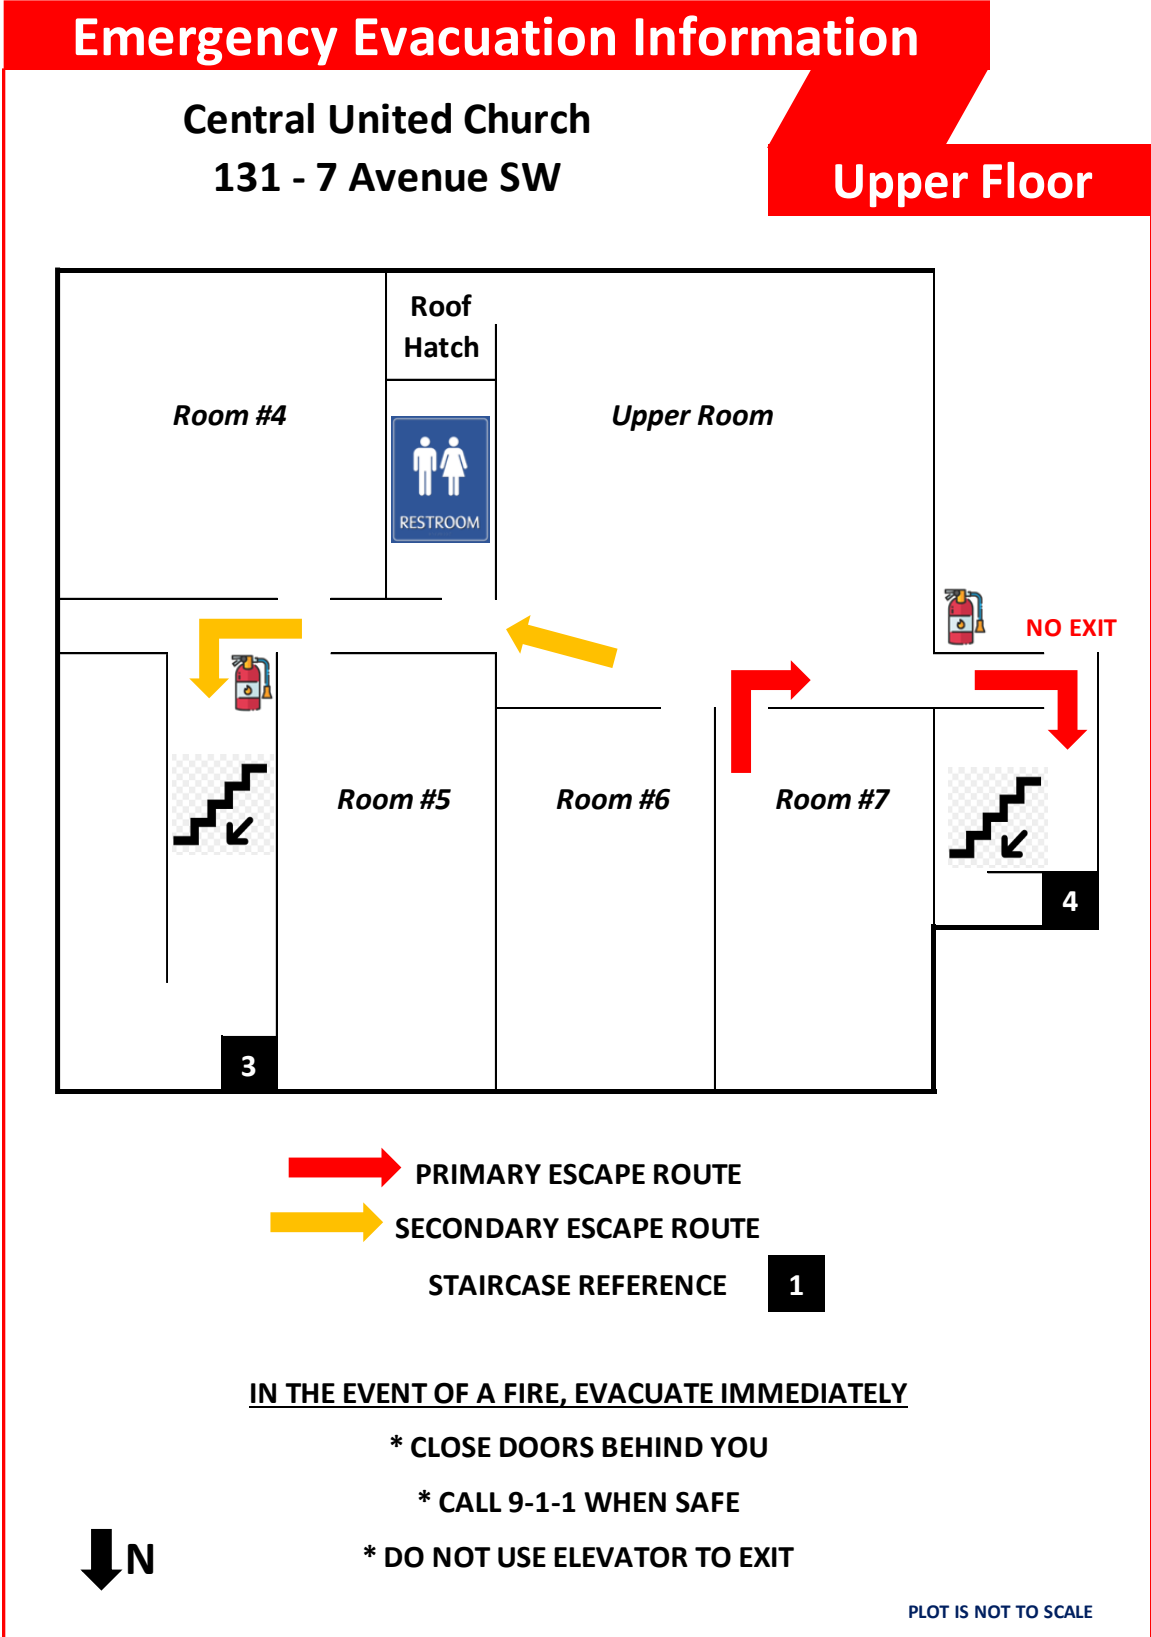 Emergency Evacuation Information
Central United Church
131 - 7 Avenue SW
Upper Floor
Roof
Hatch
Room #4
Upper Room
RESTROOM
NO EXIT
Room #5
Room #6
Room #7
4
3
PRIMARY ESCAPE ROUTE
SECONDARY ESCAPE ROUTE
STAIRCASE REFERENCE 1
IN THE EVENT OF A FIRE, EVACUATE IMMEDIATELY
* CLOSE DOORS BEHIND YOU
* CALL 9-1-1 WHEN SAFE
* DO NOT USE ELEVATOR TO EXIT
N
PLOT IS NOT TO SCALE